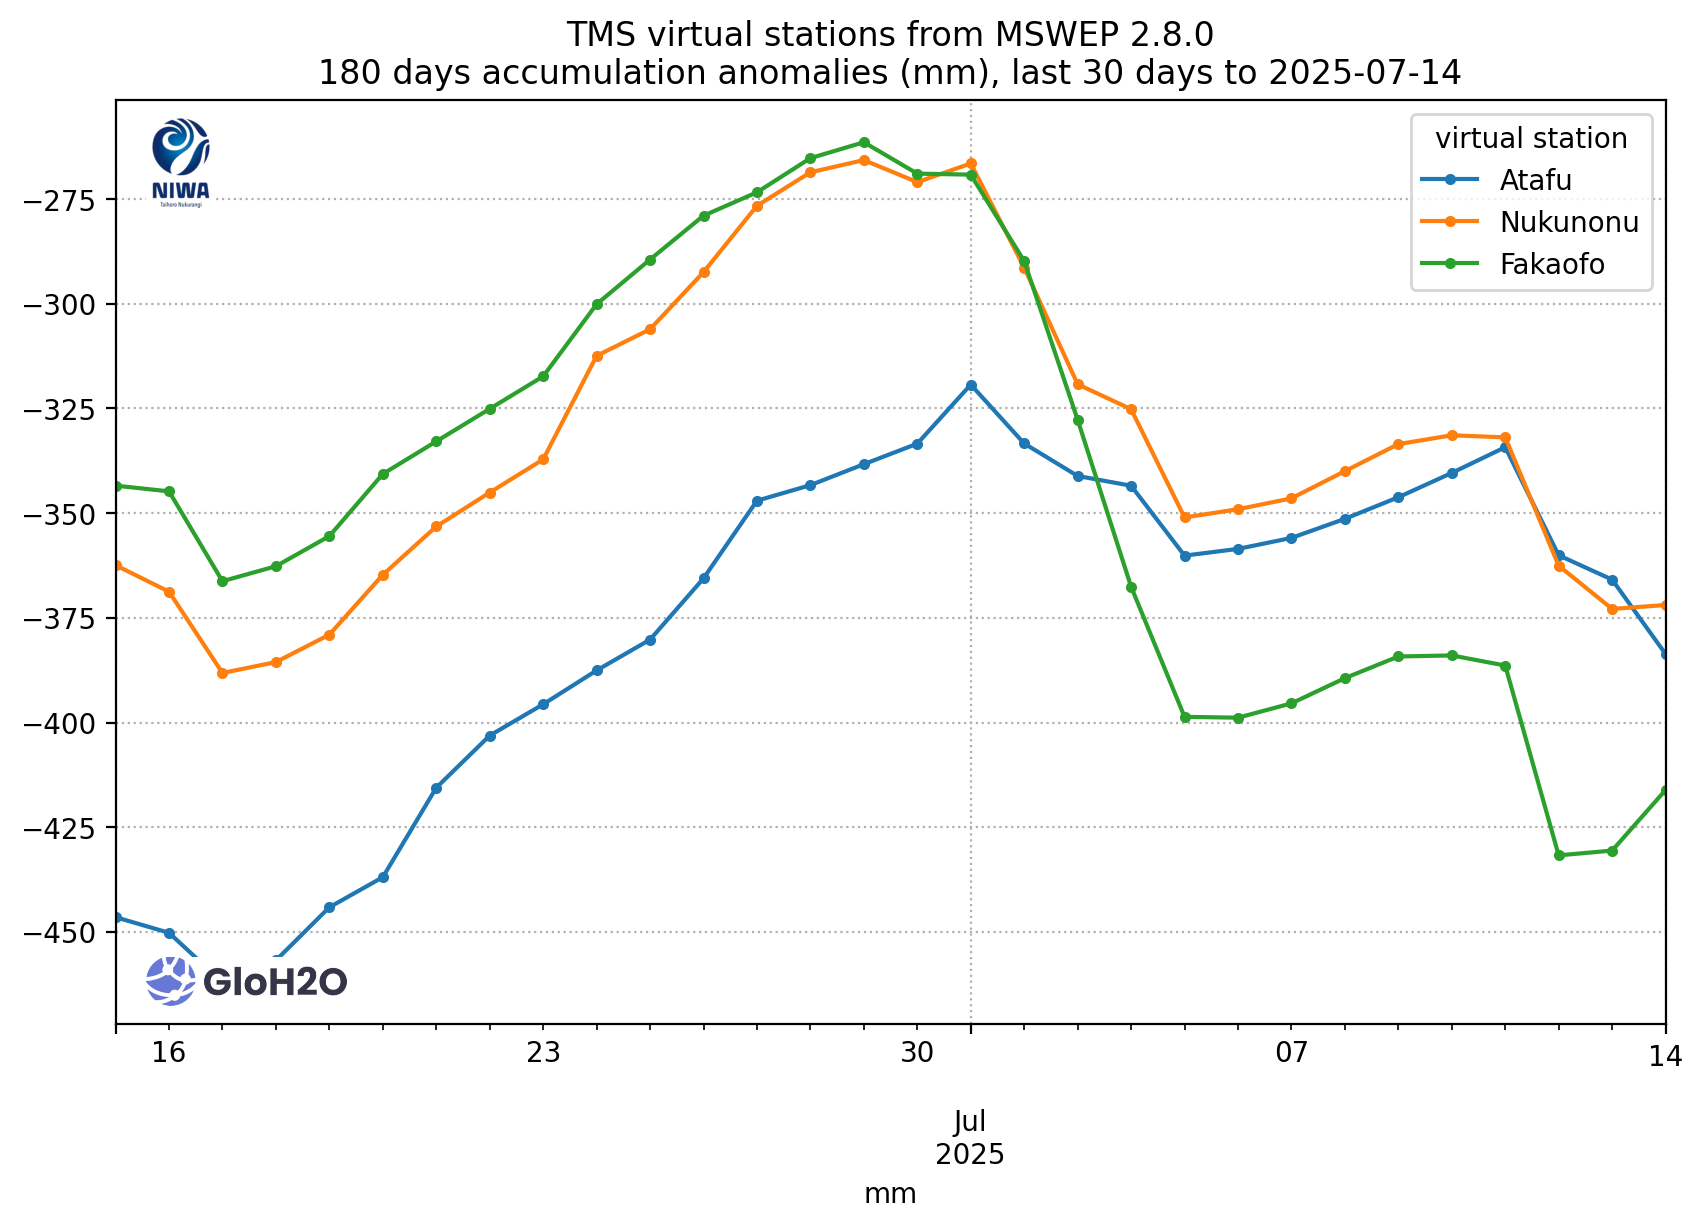 TMS virtual stations from MSWEP 2.8.0
180 days accumulation anomalies (mm), last 30 days to 2025-07-14
NIWA
Taihoro Nukurangi
virtual station
Atafu
Nukunonu
Fakaofo
−275
−300
−325
−350
−375
−400
−425
−450
GloH2O
16 23 30 07 14
Jul
2025
mm